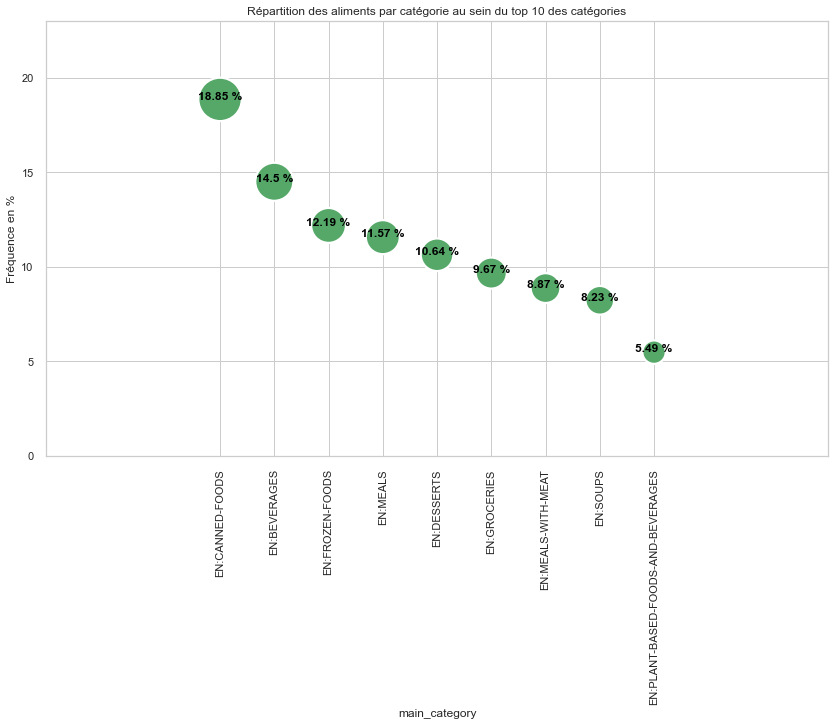 Répartition des aliments par catégorie au sein du top 10 des catégories
Fréquence en %
20
15
10
5
0
18.85 %
14.5 %
12.19 %
11.57 %
10.64 %
9.67 %
8.87 %
8.23 %
5.49 %
EN:CANNED-FOODS
EN:BEVERAGES
EN:FROZEN-FOODS
EN:MEALS
EN:DESSERTS
EN:GROCERIES
EN:MEALS-WITH-MEAT
EN:SOUPS
EN:PLANT-BASED-FOODS-AND-BEVERAGES
main_category